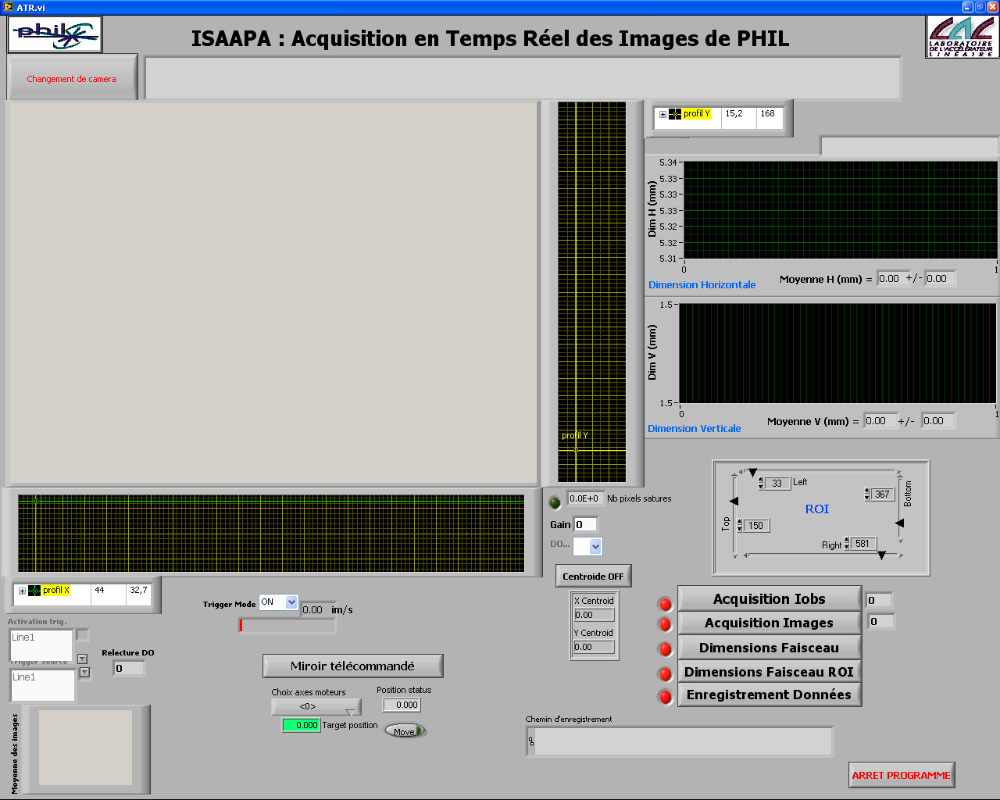 ATR.vi
phil
ISAAPA : Acquisition en Temps Réel des Images de PHIL
LABORATOIRE
DE L'ACCÉLÉRATEUR
LINÉAIRE
Changement de camera
profil Y 15,2 168
5.34
5.33
5.33
5.33
5.32
5.32
5.31
Dim H (mm)
0 1
Dimension Horizontale
Moyenne H (mm) = 0.00 +/- 0.00
1.5
1.5
Dim V (mm)
0 1
Dimension Verticale
Moyenne V (mm) = 0.00 +/- 0.00
profil Y
0.0E+0 Nb pixels satures
Gain 0
DO...
Centroide OFF
X Centroid
0.00
Y Centroid
0.00
33 Left
367
Bottom
ROI
Top
150
Right 581
profil X 44 32,7
Trigger Mode ON 0.00 im/s
Activation trig.
Line1
Trigger Source
Line1
Relecture DO
0
Miroir télécommandé
Choix axes moteurs
<0>
Position status
0.000
0.000 Target position
Move
Moyenne des images
Acquisition Iobs 0
Acquisition Images 0
Dimensions Faisceau
Dimensions Faisceau ROI
Enregistrement Données
Chemin d'enregistrement
ARRET PROGRAMME